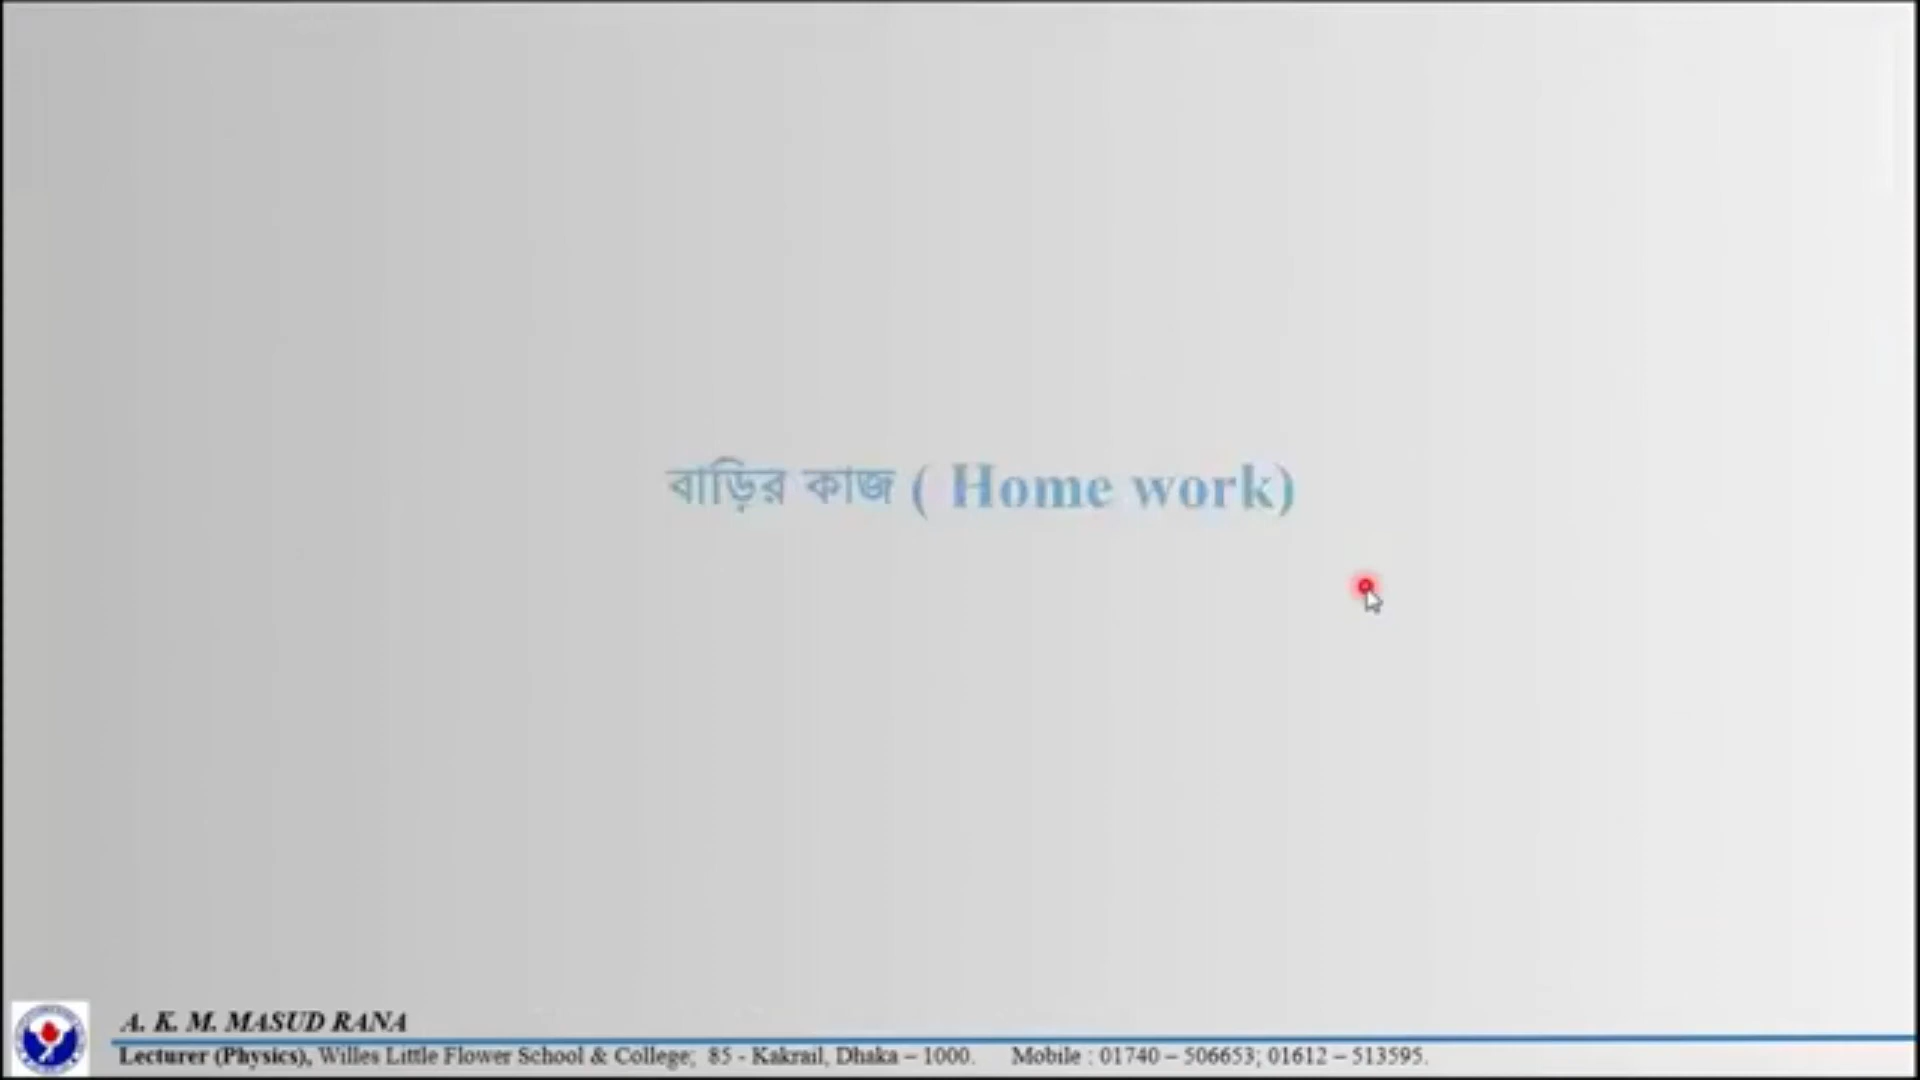 বাড়ির কাজ ( Home work)
A. K. M. MASUD RANA
Lecturer (Physics), Willes Little Flower School & College; 85 - Kakrail, Dhaka – 1000. Mobile : 01740 – 506653; 01612 – 513595.